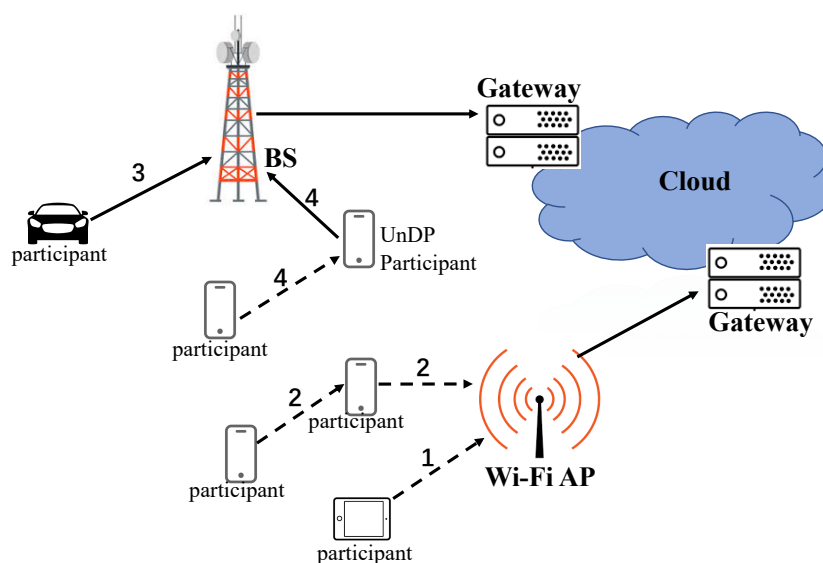 Gateway
BS
Cloud
3
4
UnDP
Participant
participant
4
participant
Gateway
2
2
participant
participant
1
Wi-Fi AP
participant